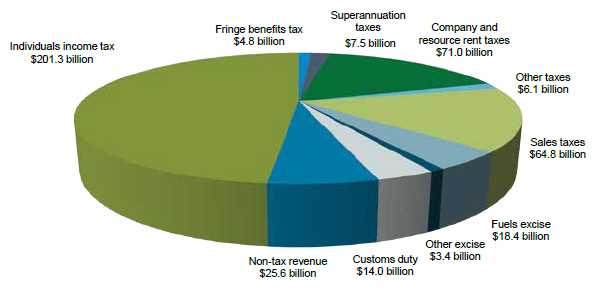 Individuals income tax
$201.3 billion
Fringe benefits tax
$4.8 billion
Superannuation
taxes
$7.5 billion
Company and
resource rent taxes
$71.0 billion
Other taxes
$6.1 billion
Sales taxes
$64.8 billion
Fuels excise
$18.4 billion
Other excise
$3.4 billion
Customs duty
$14.0 billion
Non-tax revenue
$25.6 billion